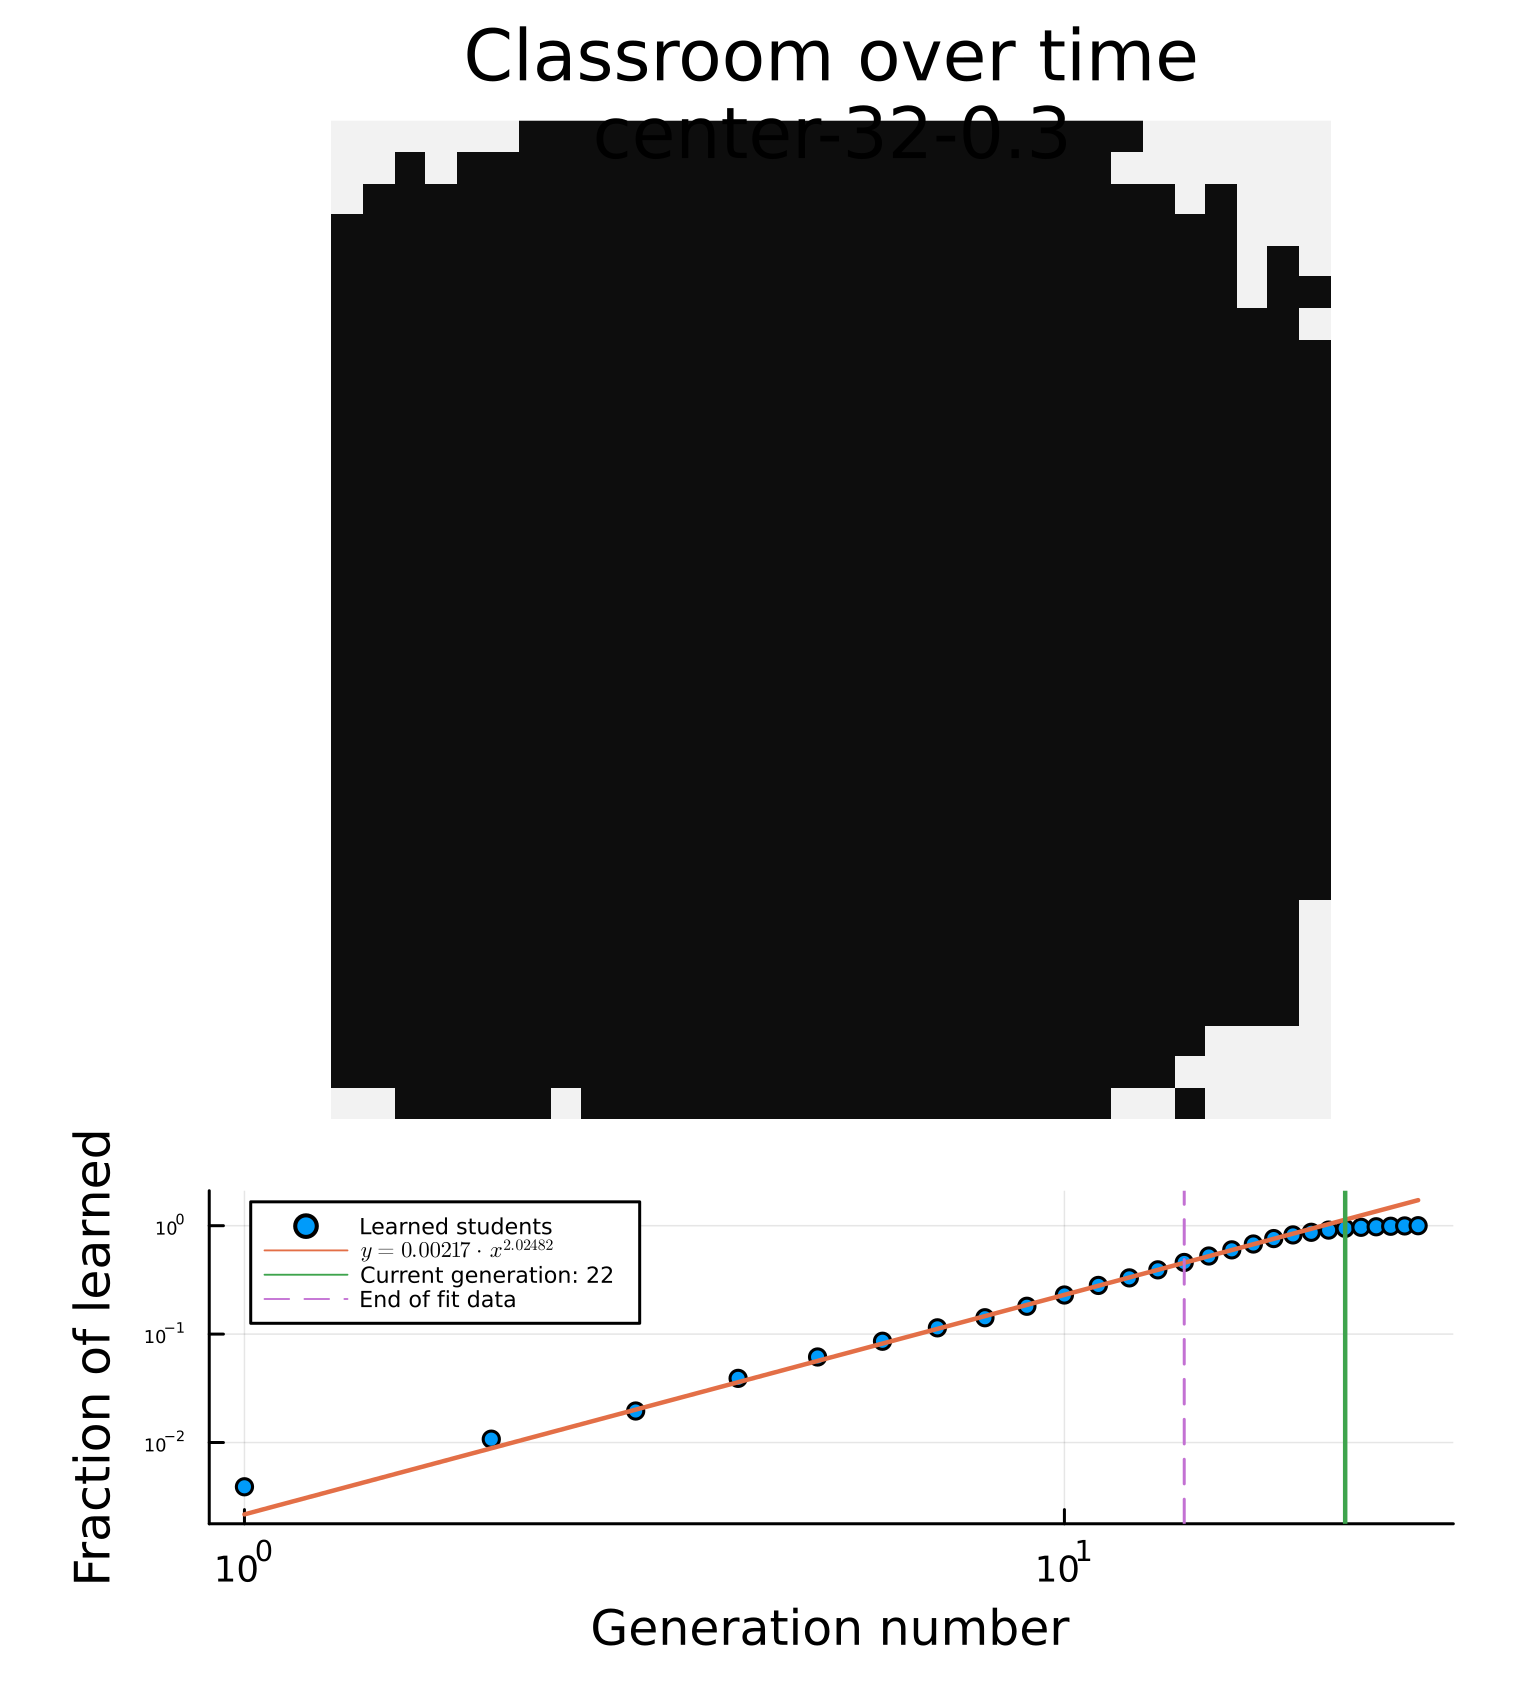 Classroom over time
center-32-0.3
Fraction of learned
10⁰
10⁻¹
10⁻²
Learned students
y = 0.00217 · x^2.02482
Current generation: 22
End of fit data
10⁰
10¹
Generation number